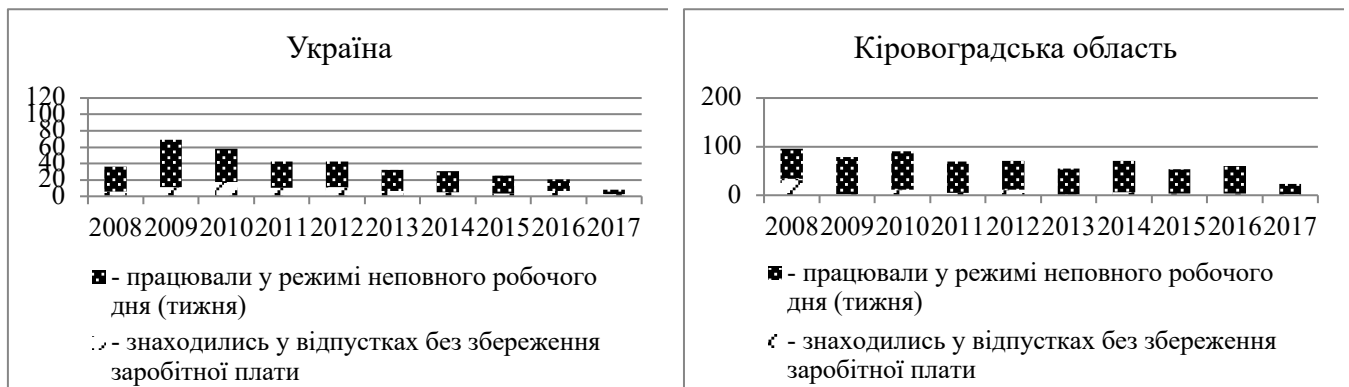 Україна
120
100
80
60
40
20
0
2008 2009 2010 2011 2012 2013 2014 2015 2016 2017
- працювали у режимі неповного робочого
дня (тижня)
- знаходились у відпустках без збереження
заробітної плати
Кіровоградська область
200
100
0
2008 2009 2010 2011 2012 2013 2014 2015 2016 2017
- працювали у режимі неповного робочого
дня (тижня)
- знаходились у відпустках без збереження
заробітної плати